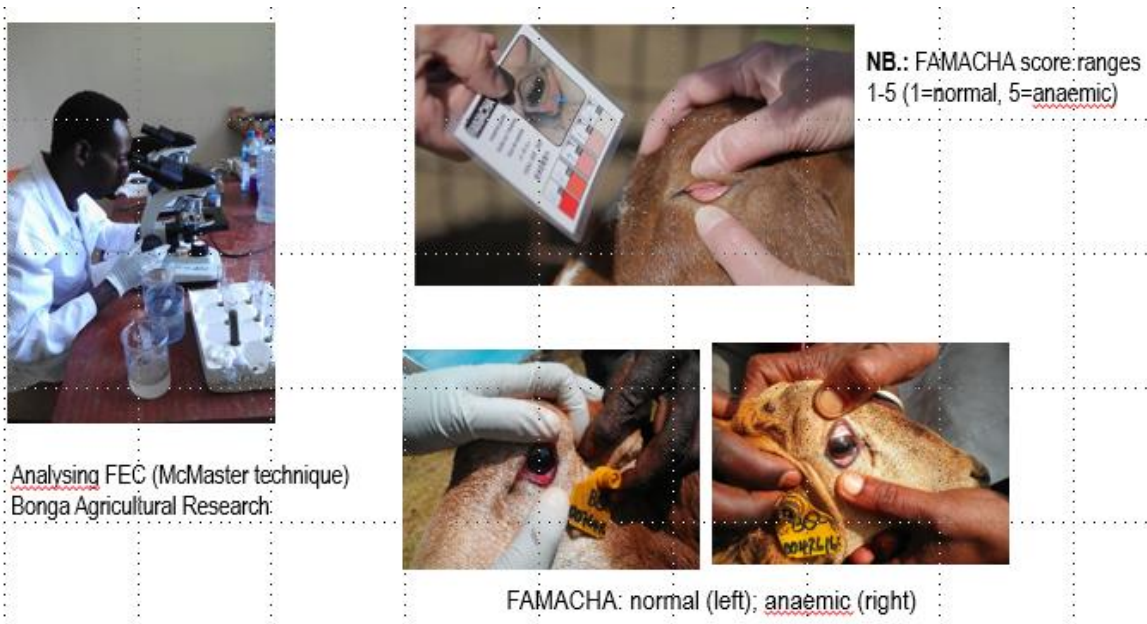 NB.: FAMACHA score ranges
1-5 (1=normal, 5=anaemic)
Analysing FEC (McMaster technique)
Bonga Agricultural Research
FAMACHA: normal (left); anaemic (right)